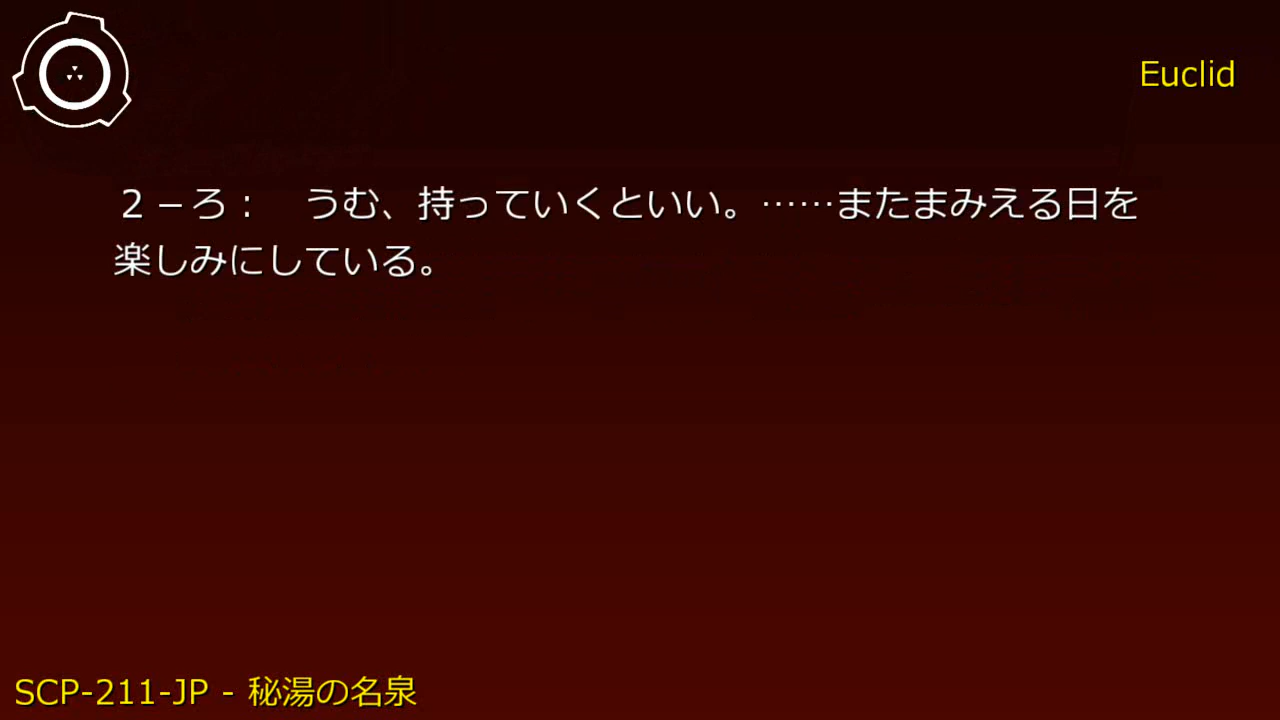 Euclid
２－ろ：　うむ、持っていくといい。……またまみえる日を
楽しみにしている。
SCP-211-JP - 秘湯の名泉